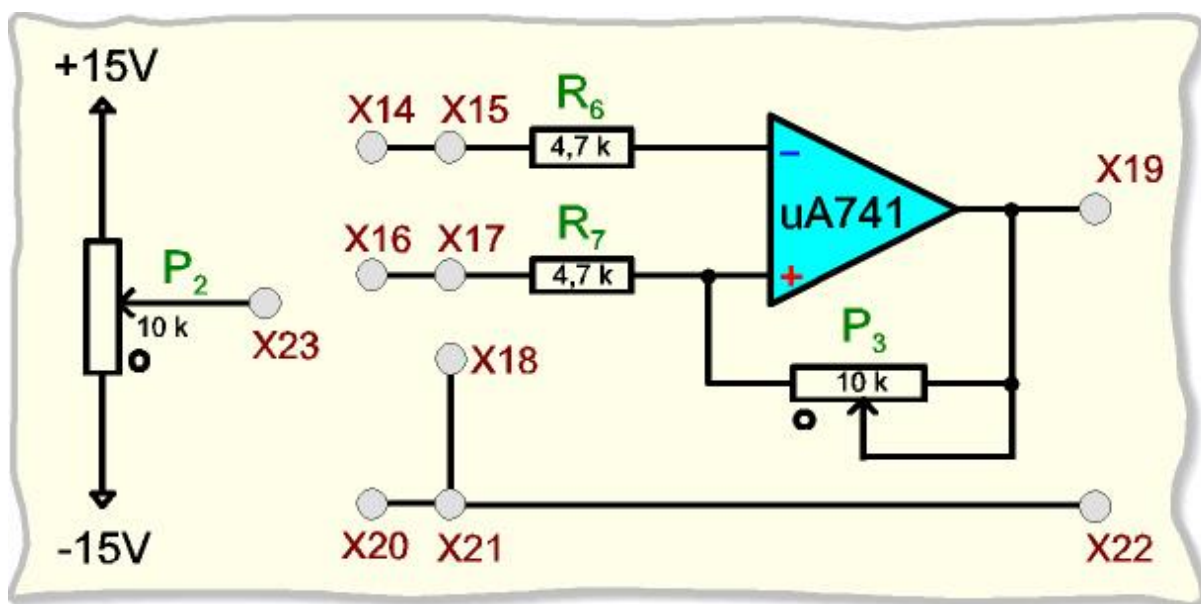 +15V
X14 X15 R6
4,7 k
−
X19
uA741
X16 X17 R7
4,7 k
+
P2
10 k
X23
P3
10 k
X18
-15V
X20 X21
X22